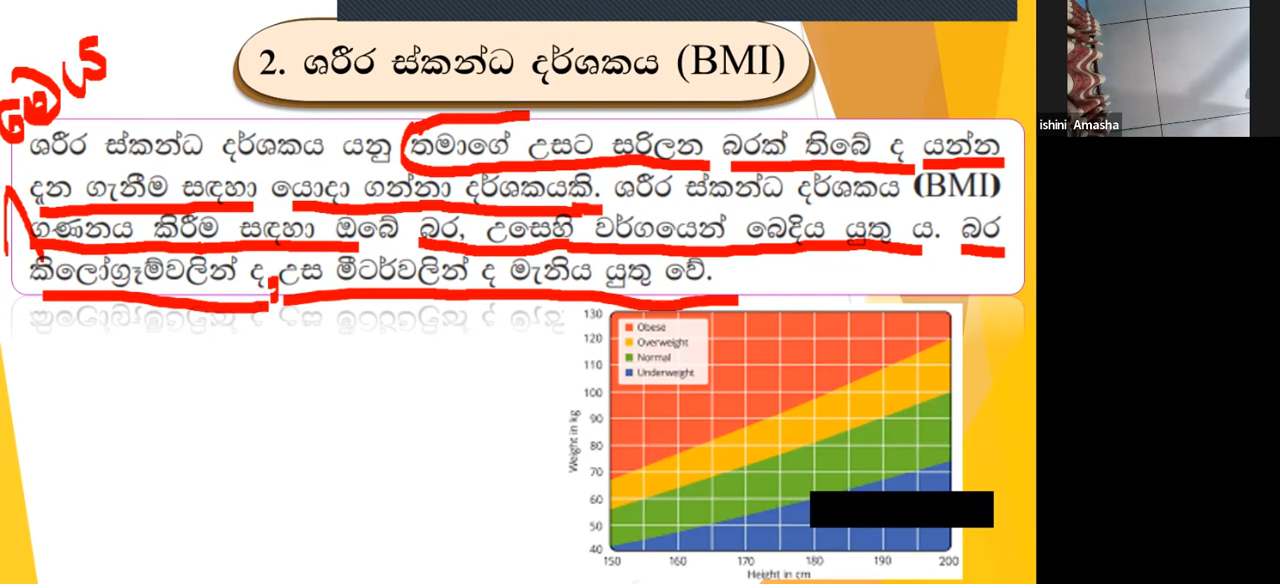 2. ශරීර ස්කන්ධ දර්ශකය (BMI)
මෙය
ශරීර ස්කන්ධ දර්ශකය යනු තමාගේ උසට සරිලන බරක් තිබේ ද යන්න
දැන ගැනීම සඳහා යොදා ගන්නා දර්ශකයකි. ශරීර ස්කන්ධ දර්ශකය (BMI)
ගණනය කිරීම සඳහා ඔබේ බර, උසෙහි වර්ගයෙන් බෙදිය යුතු ය. බර
කිලෝග්‍රෑම්වලින් ද, උස මීටර්වලින් ද මැනිය යුතු වේ.
ishini Amasha
Obese
Overweight
Normal
Underweight
Weight in kg
130
120
110
100
90
80
70
60
50
40
150 160 170 180 190 200
Height in cm